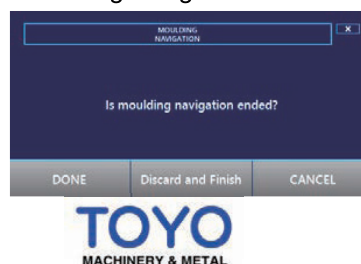 MOULDING
NAVIGATION
X
Is moulding navigation ended?
DONE
Discard and Finish
CANCEL
TOYO
MACHINERY & METAL